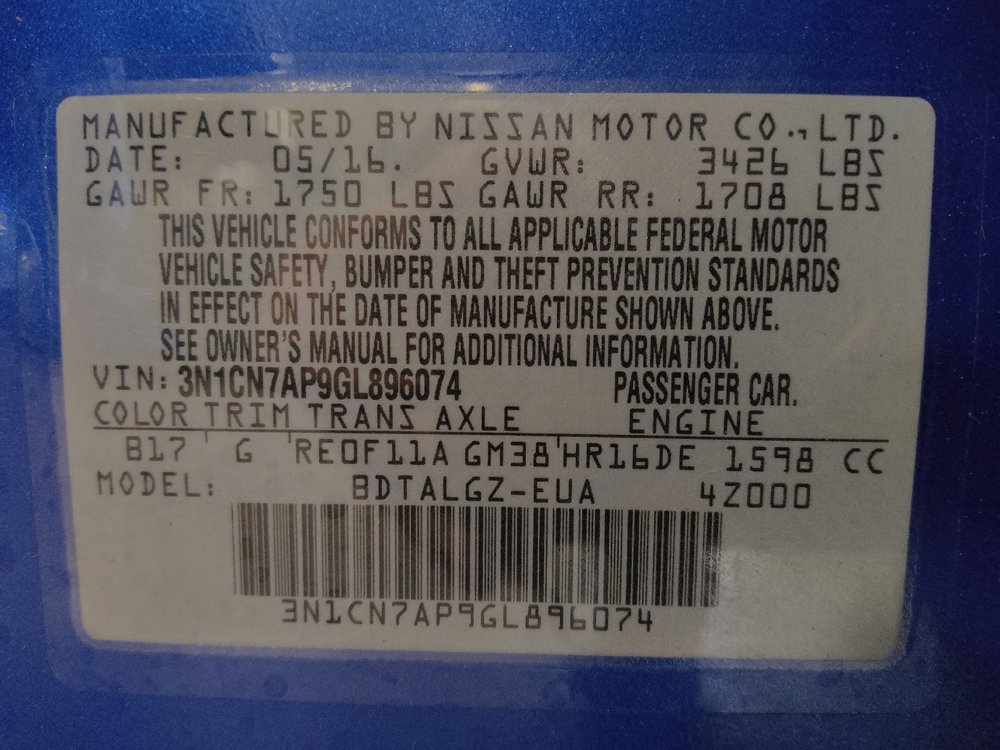 MANUFACTURED BY NISSAN MOTOR CO., LTD.
DATE: 05/16. GVWR: 3426 LBS
GAWR FR: 1750 LBS GAWR RR: 1708 LBS
THIS VEHICLE CONFORMS TO ALL APPLICABLE FEDERAL MOTOR
VEHICLE SAFETY, BUMPER AND THEFT PREVENTION STANDARDS
IN EFFECT ON THE DATE OF MANUFACTURE SHOWN ABOVE.
SEE OWNER'S MANUAL FOR ADDITIONAL INFORMATION.
VIN: 3N1CN7AP9GL896074 PASSENGER CAR.
COLOR TRIM TRANS AXLE ENGINE
B17 G RE0F11A GM38 HR16DE 1598 CC
MODEL: BDTALGZ-EUA 4Z000
3N1CN7AP9GL896074